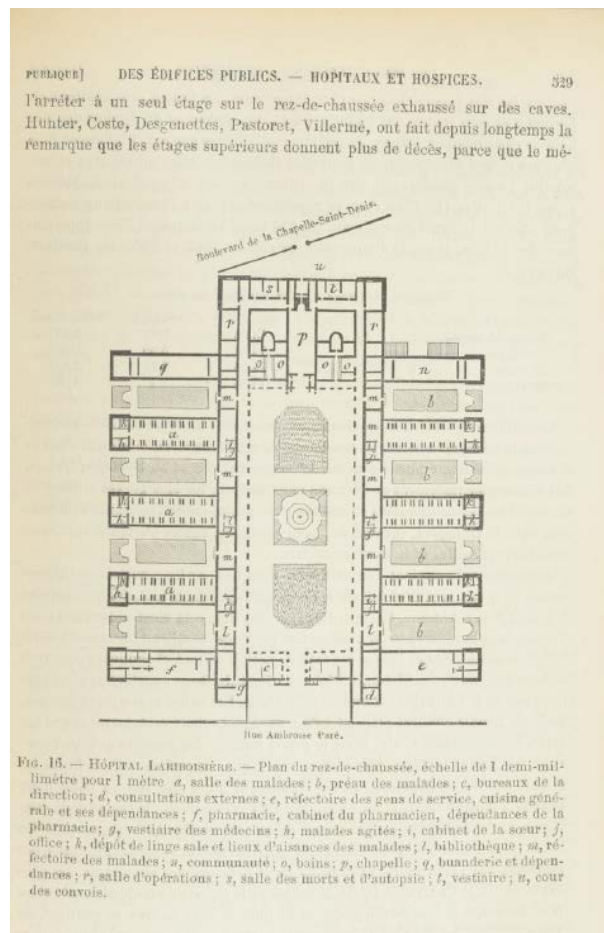 PUBLIQUE] DES ÉDIFICES PUBLICS. — HOPITAUX ET HOSPICES. 529
l'arrêter à un seul étage sur le rez-de-chaussée exhaussé sur des caves.
Hunter, Coste, Desgenettes, Pastoret, Villermé, ont fait depuis longtemps la
remarque que les étages supérieurs donnent plus de décès, parce que le mé-
Boulevard de la Chapelle-Saint-Denis.
u
s t
r p r
o o o o
q n
m m
b
h k
h a i m m i k
j j
m m b
h k
h a i i k
j j
m m b
h k
h a i i k
j j
l l b
f c e
g d
Rue Ambroise Paré.
FIG. 16. — HÔPITAL LARIBOISIÈRE. — Plan du rez-de-chaussée, échelle de 1 demi-mil-
limètre pour 1 mètre a, salle des malades; b, préau des malades; c, bureaux de la
direction; d, consultations externes; e, réfectoire des gens de service, cuisine géné-
rale et ses dépendances; f, pharmacie, cabinet du pharmacien, dépendances de la
pharmacie; g, vestiaire des médecins; h, malades agités; i, cabinet de la sœur; j,
office; k, dépôt de linge sale et lieux d'aisances des malades; l, bibliothèque; m, ré-
fectoire des malades; n, communauté; o, bains; p, chapelle; q, buanderie et dépen-
dances; r, salle d'opérations; s, salle des morts et d'autopsie; t, vestiaire; u, cour
des convois.